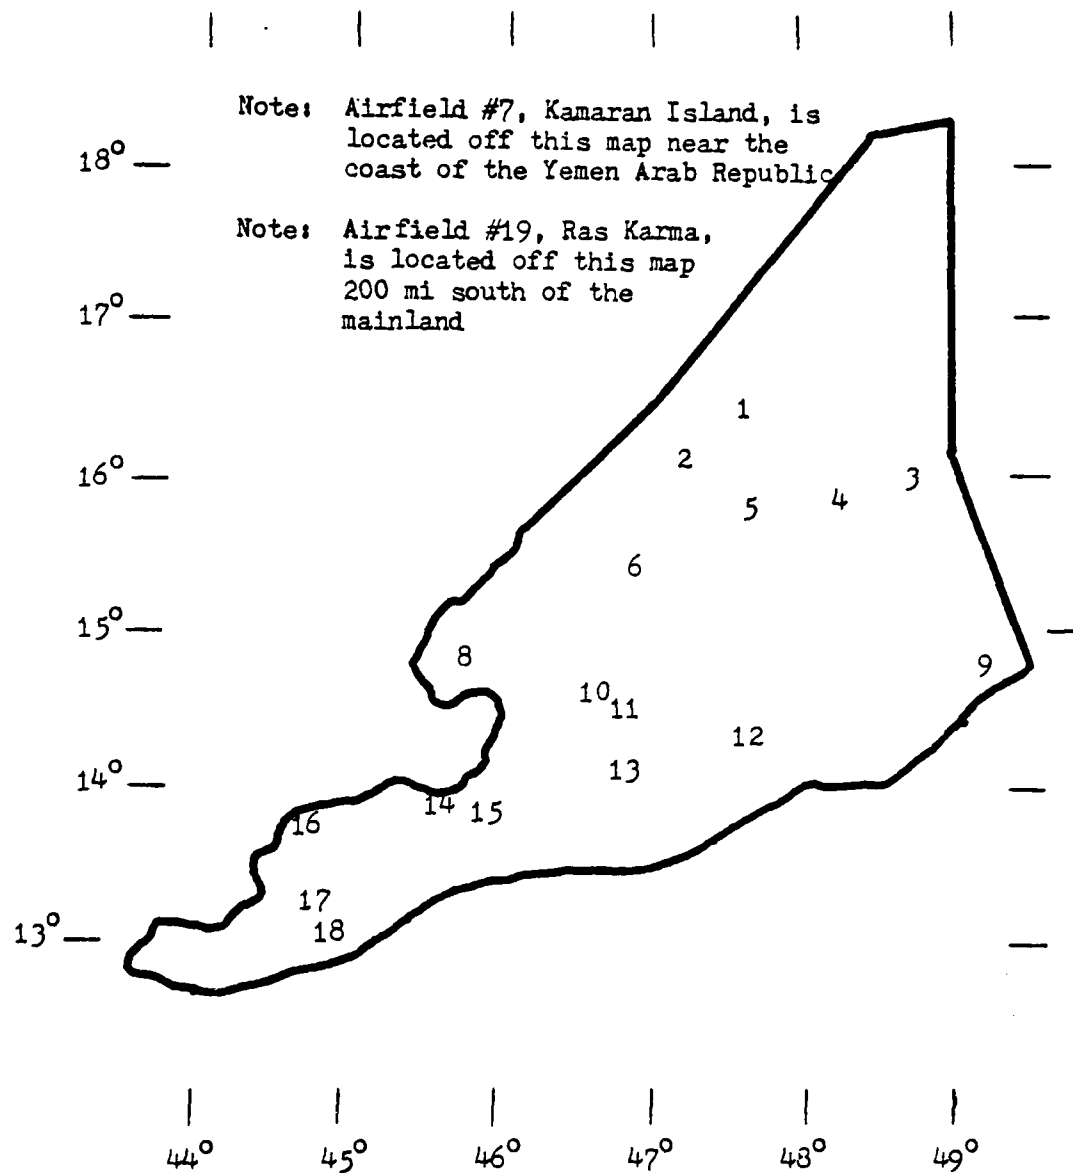 Note: Airfield #7, Kamaran Island, is
located off this map near the
coast of the Yemen Arab Republic
18°
Note: Airfield #19, Ras Karma,
is located off this map
200 mi south of the
mainland
17°
1
2
16°
3
4
5
6
15°
8
9
10
11
12
13
14°
14
15
16
17
18
13°
44° 45° 46° 47° 48° 49°